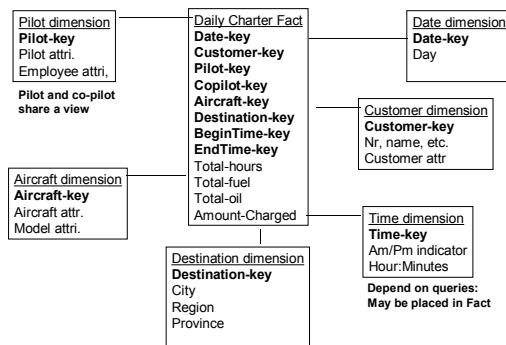 Pilot dimension
Pilot-key
Pilot attri.
Employee attri,
Pilot and co-pilot
share a view
Daily Charter Fact
Date-key
Customer-key
Pilot-key
Copilot-key
Aircraft-key
Destination-key
BeginTime-key
EndTime-key
Total-hours
Total-fuel
Total-oil
Amount-Charged
Date dimension
Date-key
Day
Customer dimension
Customer-key
Nr, name, etc.
Customer attr
Aircraft dimension
Aircraft-key
Aircraft attr.
Model attri.
Time dimension
Time-key
Am/Pm indicator
Hour:Minutes
Depend on queries:
May be placed in Fact
Destination dimension
Destination-key
City
Region
Province